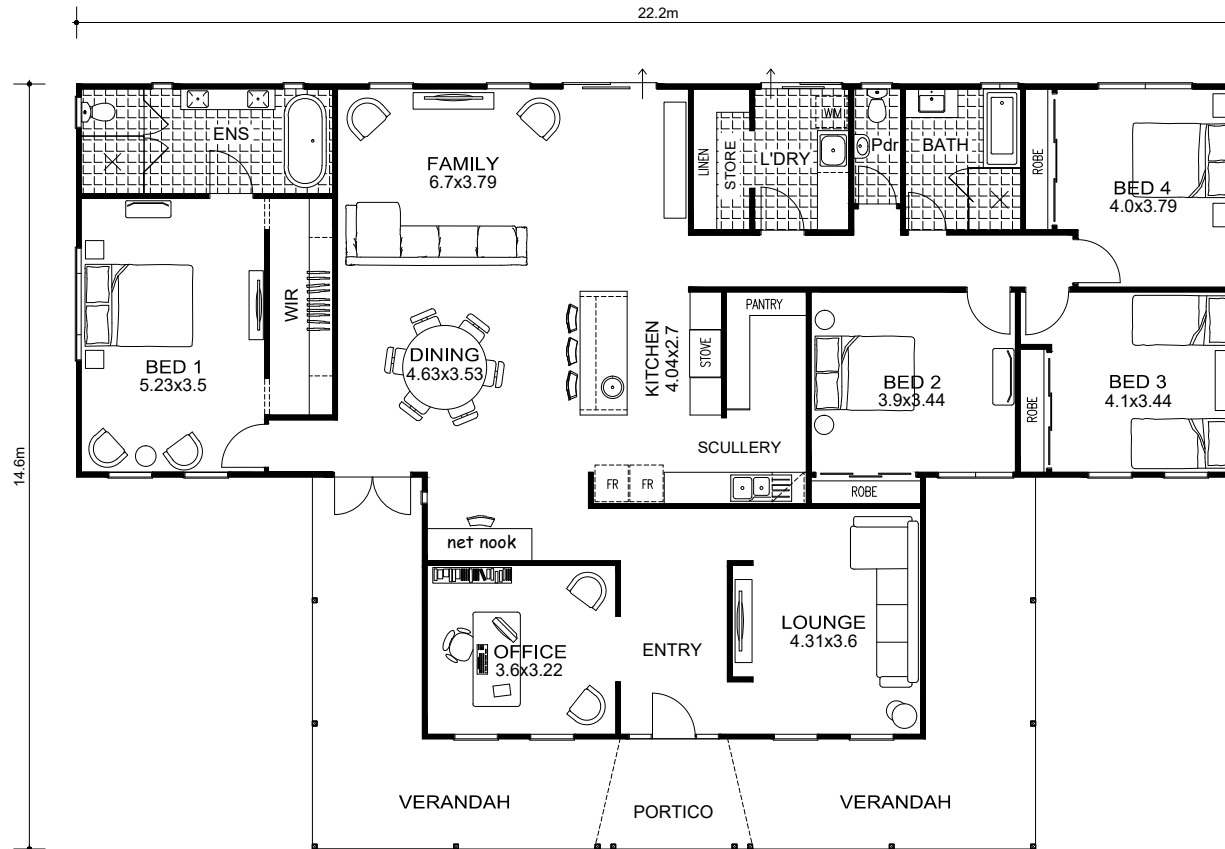 22.2m
14.6m
ENS
FAMILY
6.7x3.79
LINEN
STORE
L'DRY
WM
Pdr
BATH
ROBE
BED 4
4.0x3.79
WIR
BED 1
5.23x3.5
DINING
4.63x3.53
KITCHEN
4.04x2.7
STOVE
PANTRY
SCULLERY
BED 2
3.9x3.44
BED 3
4.1x3.44
ROBE
FR
FR
ROBE
net nook
OFFICE
3.6x3.22
ENTRY
LOUNGE
4.31x3.6
VERANDAH
PORTICO
VERANDAH